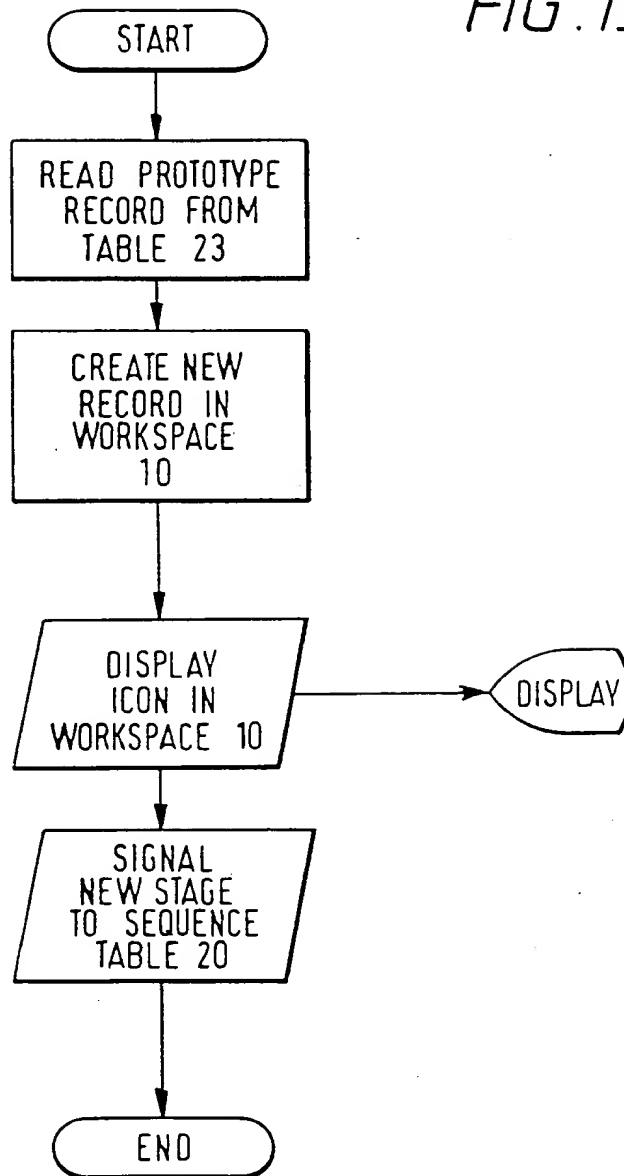 FIG. 1
START
READ PROTOTYPE
RECORD FROM
TABLE 23
CREATE NEW
RECORD IN
WORKSPACE
10
DISPLAY
ICON IN
WORKSPACE 10
DISPLAY
SIGNAL
NEW STAGE
TO SEQUENCE
TABLE 20
END